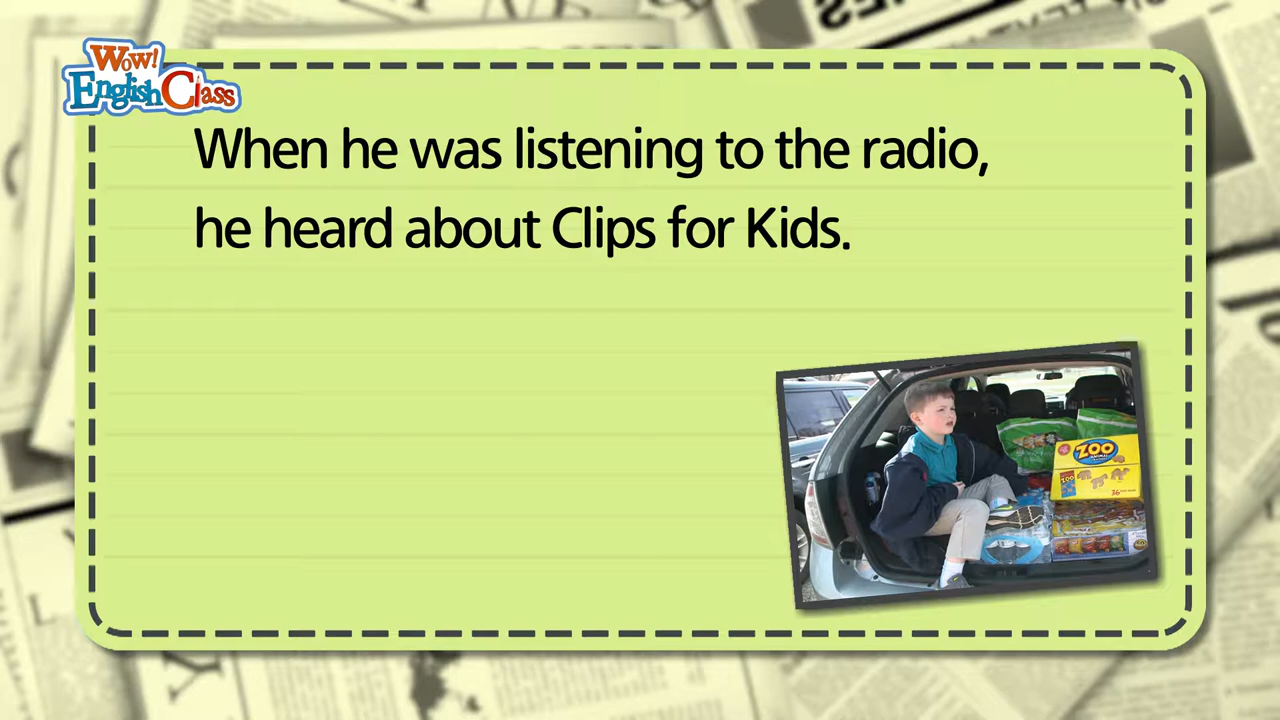 Wow!
English Class
When he was listening to the radio,
he heard about Clips for Kids.
ZOO